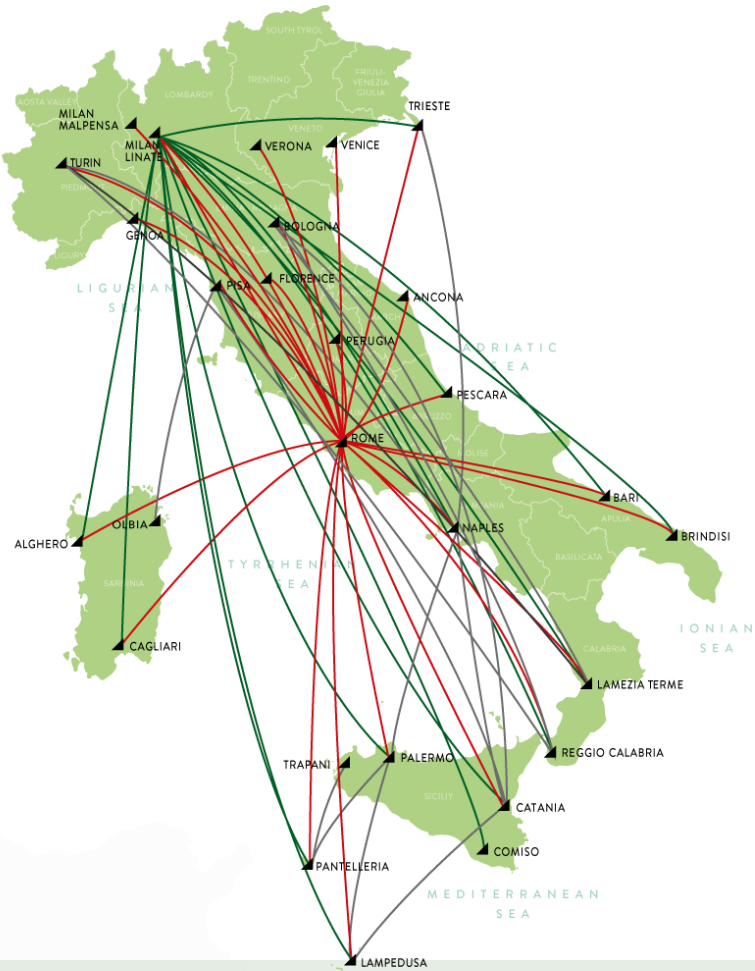 SOUTH TYROL
TRENTINO
FRIULI-
VENEZIA
GIULIA
AOSTA VALLEY
LOMBARDY
TRIESTE
MILAN
MALPENSA
VENETO
MILAN
LINATE
VERONA
VENICE
TURIN
PIEDMONT
GENOA
BOLOGNA
LIGURIAN
SEA
PISA
FLORENCE
ANCONA
PERUGIA
ADRIATIC
SEA
PESCARA
ROME
MOLISE
BARI
APULIA
OLBIA
NAPLES
BRINDISI
ALGHERO
BASILICATA
TYRRHENIAN
SEA
SARDINIA
IONIAN
SEA
CAGLIARI
CALABRIA
LAMEZIA TERME
REGGIO CALABRIA
TRAPANI
PALERMO
SICILIY
CATANIA
COMISO
PANTELLERIA
MEDITERRANEAN
SEA
LAMPEDUSA